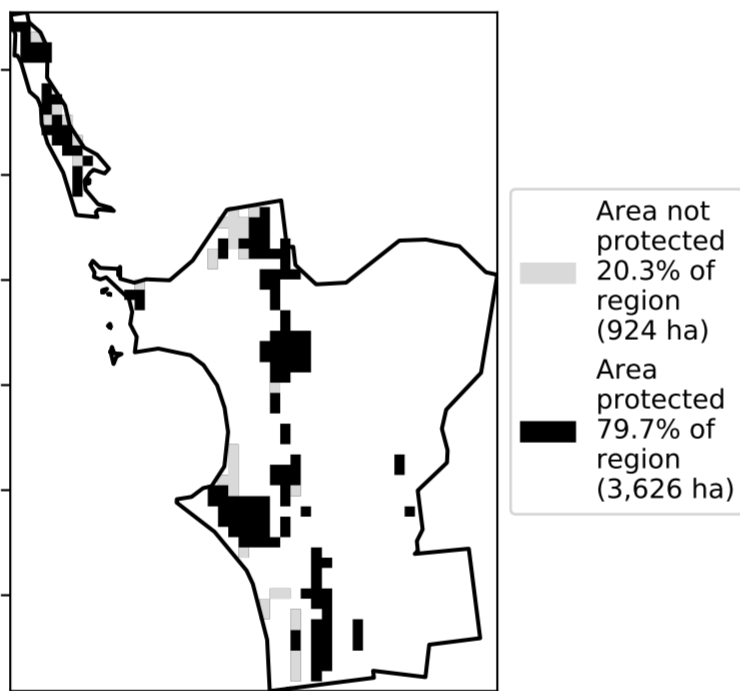 Area not
protected
20.3% of
region
(924 ha)
Area
protected
79.7% of
region
(3,626 ha)